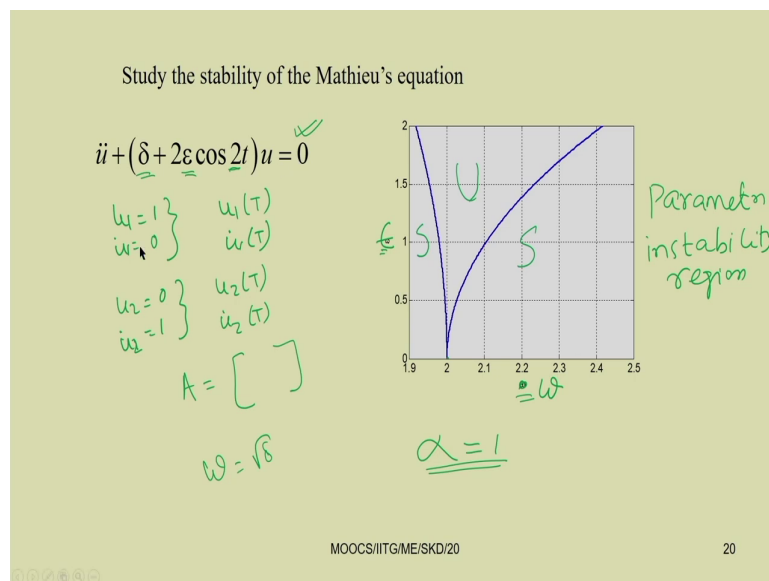 Study the stability of the Mathieu's equation
ü + (δ + 2ε cos 2t) u = 0
u₁ = 1
u̇₁ = 0
u₁(T)
u̇₁(T)
u₂ = 0
u̇₂ = 1
u₂(T)
u̇₂(T)
A = [ ]
ω = √δ
2
1.5
1
0.5
0
1.9 2 2.1 2.2 2.3 2.4 2.5
U
S
S
ε
ω
Parametri
instability
region
α = 1
MOOCS/IITG/ME/SKD/20
20